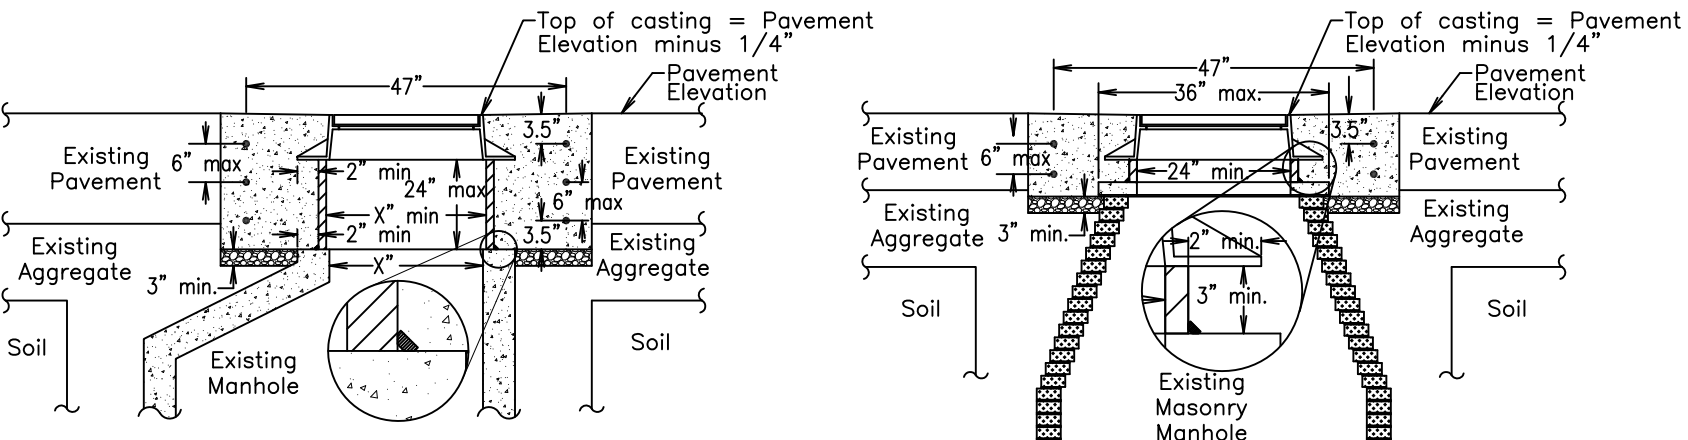 Top of casting = Pavement
Elevation minus 1/4"
47"
Pavement
Elevation
3.5"
Existing
Pavement
6" max
2" min
24" max
Existing
Pavement
X" min
6" max
2" min
3.5"
Existing
Aggregate
X"
Existing
Aggregate
3" min.
Soil
Existing
Manhole
Soil
Top of casting = Pavement
Elevation minus 1/4"
47"
Pavement
Elevation
36" max.
3.5"
Existing
Pavement
6" max
24" min
Existing
Pavement
Existing
Aggregate
3" min.
2" min.
Existing
Aggregate
3" min.
Soil
Soil
Existing
Masonry
Manhole